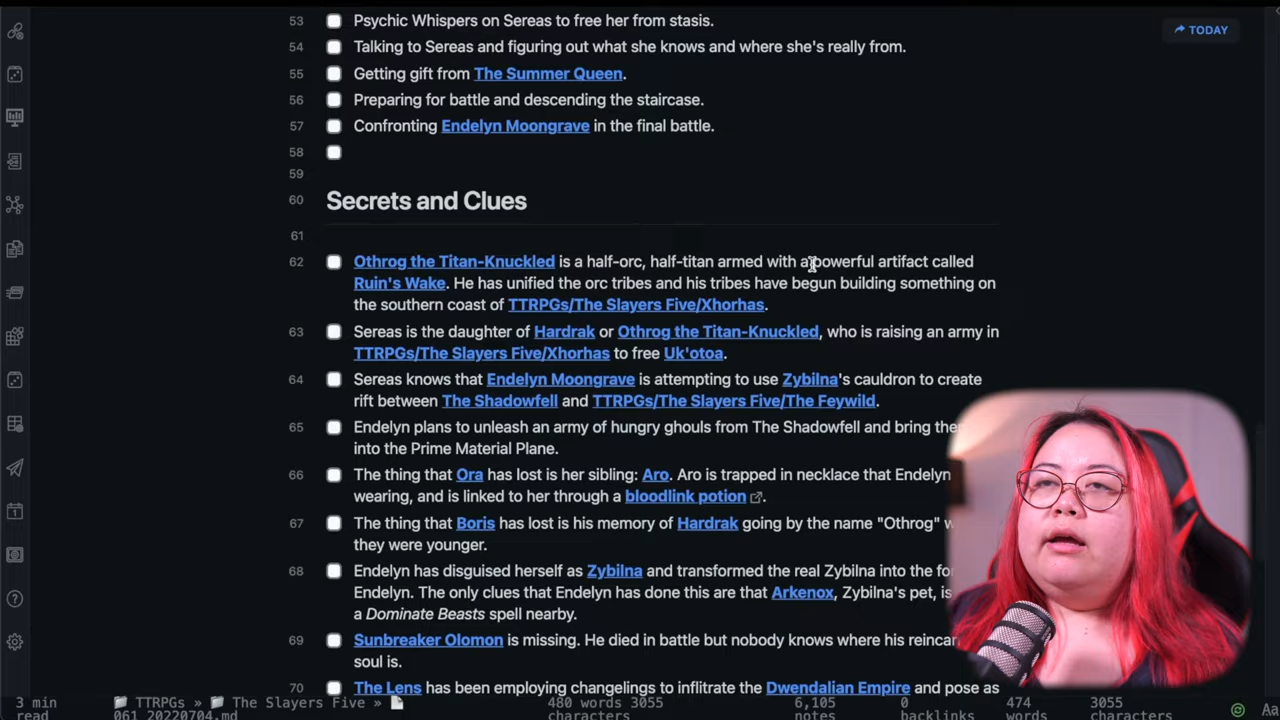 53 Psychic Whispers on Sereas to free her from stasis.
TODAY
54 Talking to Sereas and figuring out what she knows and where she's really from.
55 Getting gift from The Summer Queen.
56 Preparing for battle and descending the staircase.
57 Confronting Endelyn Moongrave in the final battle.
58
59
60 Secrets and Clues
61
62 Othrog the Titan-Knuckled is a half-orc, half-titan armed with a powerful artifact called
Ruin's Wake. He has unified the orc tribes and his tribes have begun building something on
the southern coast of TTRPGs/The Slayers Five/Xhorhas.
63 Sereas is the daughter of Hardrak or Othrog the Titan-Knuckled, who is raising an army in
TTRPGs/The Slayers Five/Xhorhas to free Uk'otoa.
64 Sereas knows that Endelyn Moongrave is attempting to use Zybilna's cauldron to create
rift between The Shadowfell and TTRPGs/The Slayers Five/The Feywild.
65 Endelyn plans to unleash an army of hungry ghouls from The Shadowfell and bring
into the Prime Material Plane.
66 The thing that Ora has lost is her sibling: Aro. Aro is trapped in necklace that Endelyn
wearing, and is linked to her through a bloodlink potion.
67 The thing that Boris has lost is his memory of Hardrak going by the name "Othrog"
they were younger.
68 Endelyn has disguised herself as Zybilna and transformed the real Zybilna into the
Endelyn. The only clues that Endelyn has done this are that Arkenox, Zybilna's pet, is
a Dominate Beasts spell nearby.
69 Sunbreaker Olomon is missing. He died in battle but nobody knows where his
soul is.
70 The Lens has been employing changelings to infiltrate the Dwendalian Empire and pose as
3 min read
TTRPGs » The Slayers Five »
061_20220704.md
480 words 3055 characters
6,105 notes
0 backlinks
474 words
3055 characters
Aa